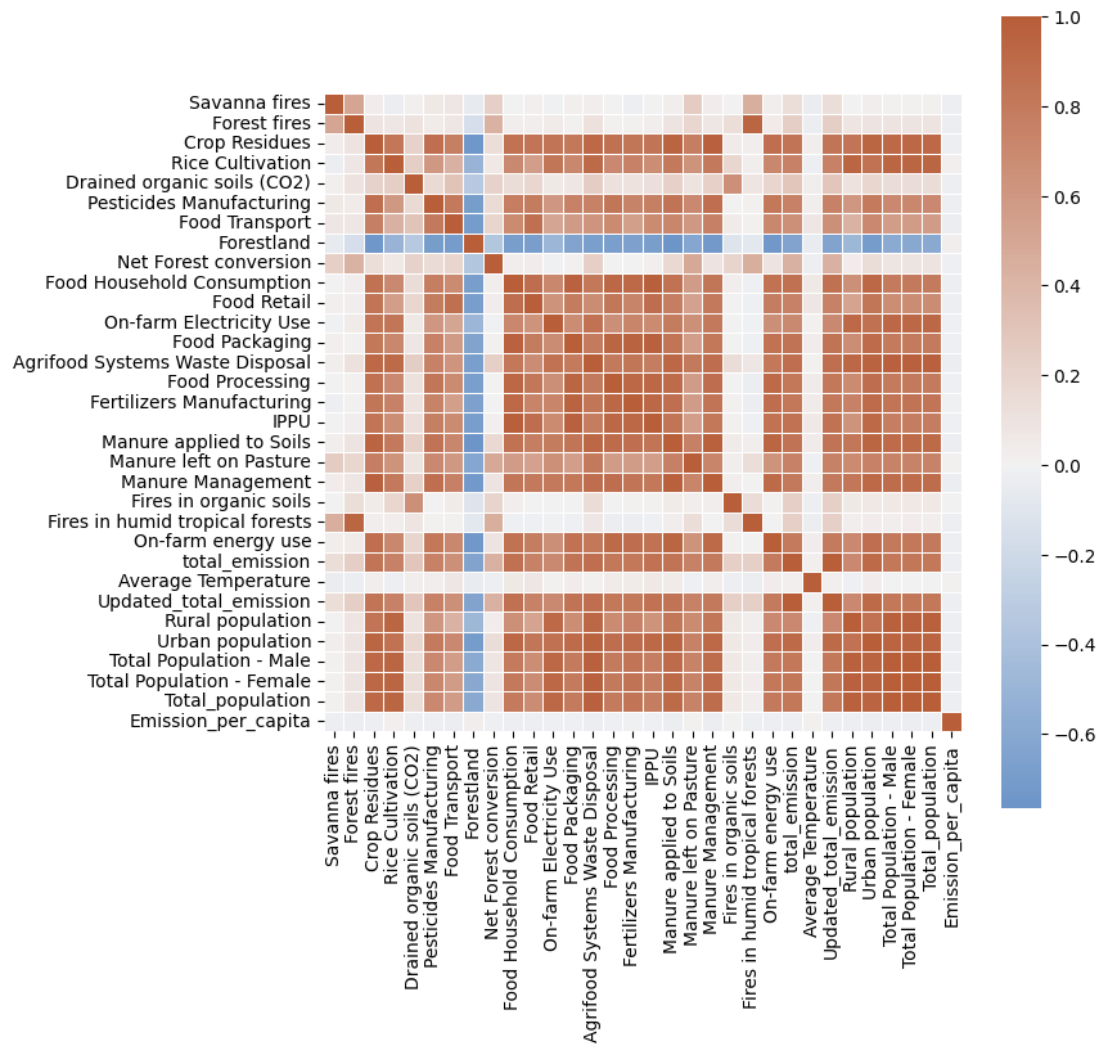 Savanna fires
Forest fires
Crop Residues
Rice Cultivation
Drained organic soils (CO2)
Pesticides Manufacturing
Food Transport
Forestland
Net Forest conversion
Food Household Consumption
Food Retail
On-farm Electricity Use
Food Packaging
Agrifood Systems Waste Disposal
Food Processing
Fertilizers Manufacturing
IPPU
Manure applied to Soils
Manure left on Pasture
Manure Management
Fires in organic soils
Fires in humid tropical forests
On-farm energy use
total_emission
Average Temperature
Updated_total_emission
Rural population
Urban population
Total Population - Male
Total Population - Female
Total_population
Emission_per_capita
Savanna fires
Forest fires
Crop Residues
Rice Cultivation
Drained organic soils (CO2)
Pesticides Manufacturing
Food Transport
Forestland
Net Forest conversion
Food Household Consumption
Food Retail
On-farm Electricity Use
Food Packaging
Agrifood Systems Waste Disposal
Food Processing
Fertilizers Manufacturing
IPPU
Manure applied to Soils
Manure left on Pasture
Manure Management
Fires in organic soils
Fires in humid tropical forests
On-farm energy use
total_emission
Average Temperature
Updated_total_emission
Rural population
Urban population
Total Population - Male
Total Population - Female
Total_population
Emission_per_capita
1.0
0.8
0.6
0.4
0.2
0.0
−0.2
−0.4
−0.6